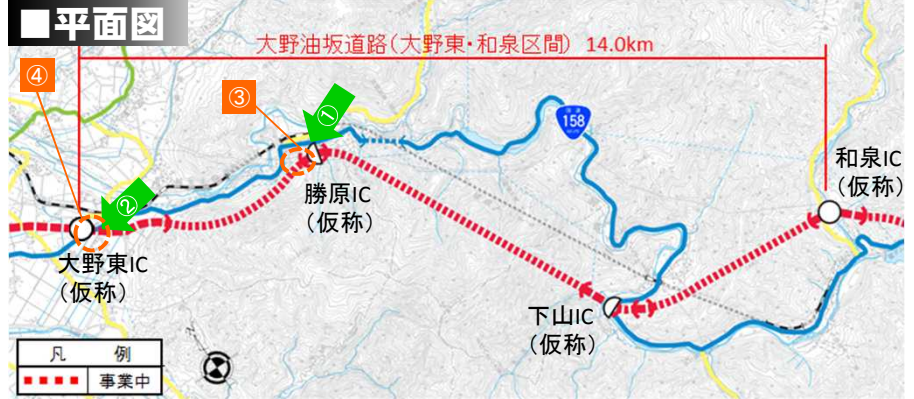 ■平面図
大野油坂道路(大野東・和泉区間) 14.0km
④
③
①
158
和泉IC
(仮称)
勝原IC
(仮称)
②
大野東IC
(仮称)
下山IC
(仮称)
凡 例
事業中